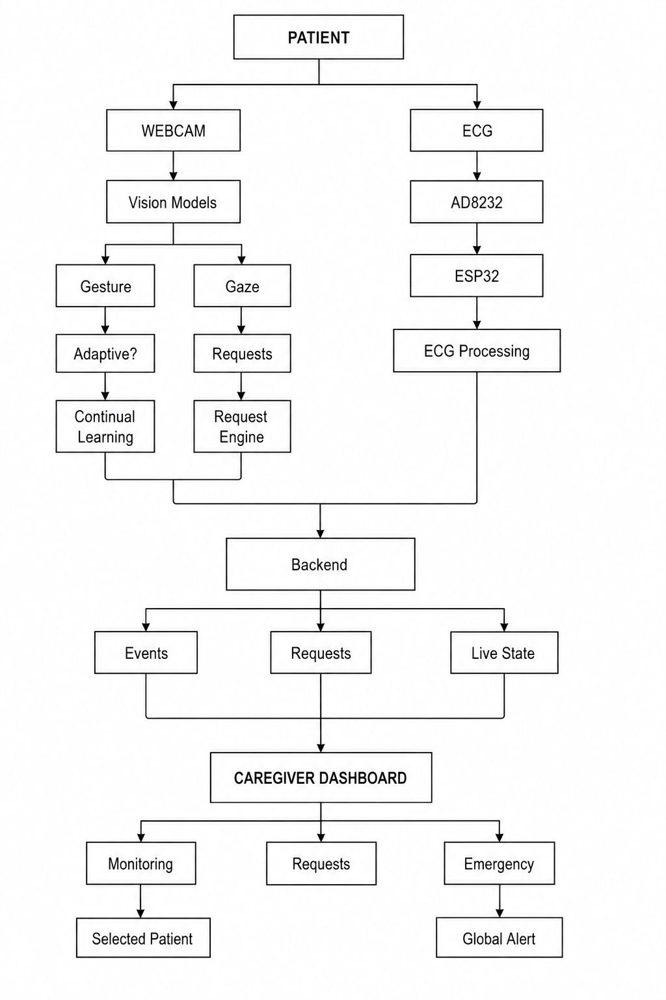 PATIENT
WEBCAM
ECG
Vision Models
AD8232
Gesture
Gaze
ESP32
Adaptive?
Requests
ECG Processing
Continual
Learning
Request
Engine
Backend
Events
Requests
Live State
CAREGIVER DASHBOARD
Monitoring
Requests
Emergency
Selected Patient
Global Alert